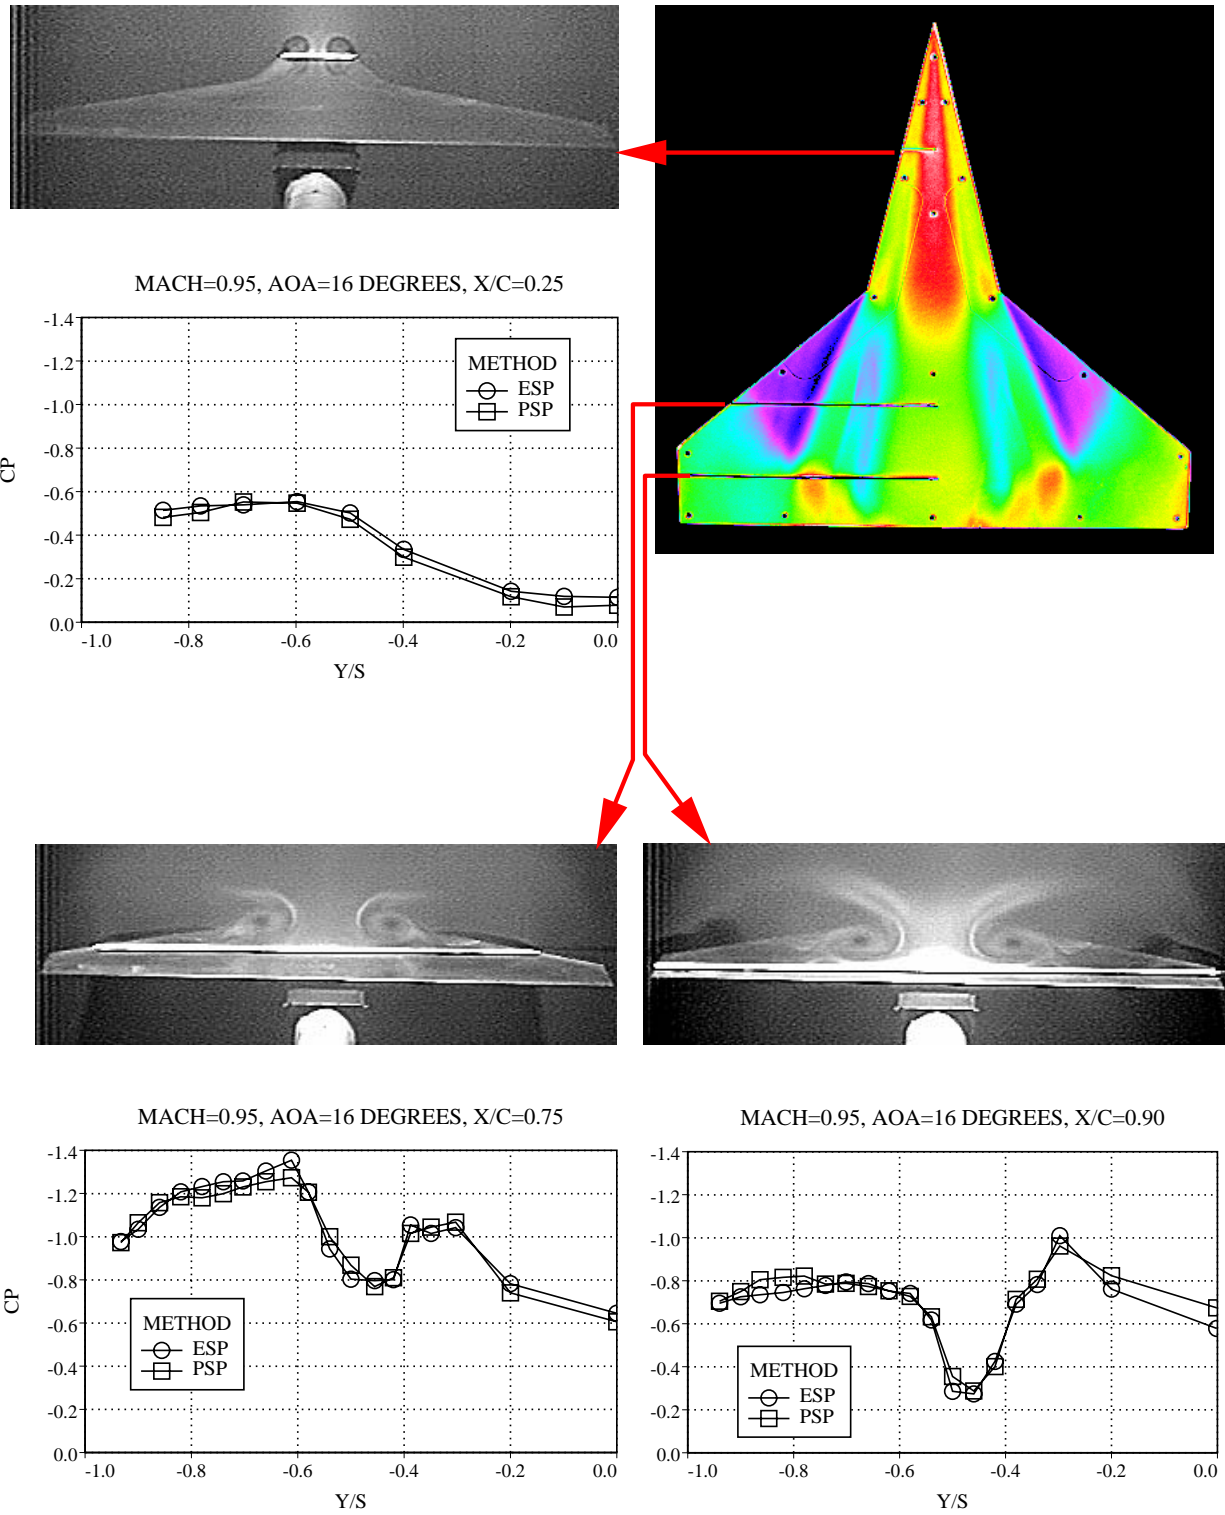 MACH=0.95, AOA=16 DEGREES, X/C=0.25
-1.4
-1.2
-1.0
-0.8
-0.6
-0.4
-0.2
0.0
CP
METHOD
ESP
PSP
-1.0 -0.8 -0.6 -0.4 -0.2 0.0
Y/S
MACH=0.95, AOA=16 DEGREES, X/C=0.75
-1.4
-1.2
-1.0
-0.8
-0.6
-0.4
-0.2
0.0
CP
METHOD
ESP
PSP
-1.0 -0.8 -0.6 -0.4 -0.2 0.0
Y/S
MACH=0.95, AOA=16 DEGREES, X/C=0.90
-1.4
-1.2
-1.0
-0.8
-0.6
-0.4
-0.2
0.0
METHOD
ESP
PSP
-1.0 -0.8 -0.6 -0.4 -0.2 0.0
Y/S